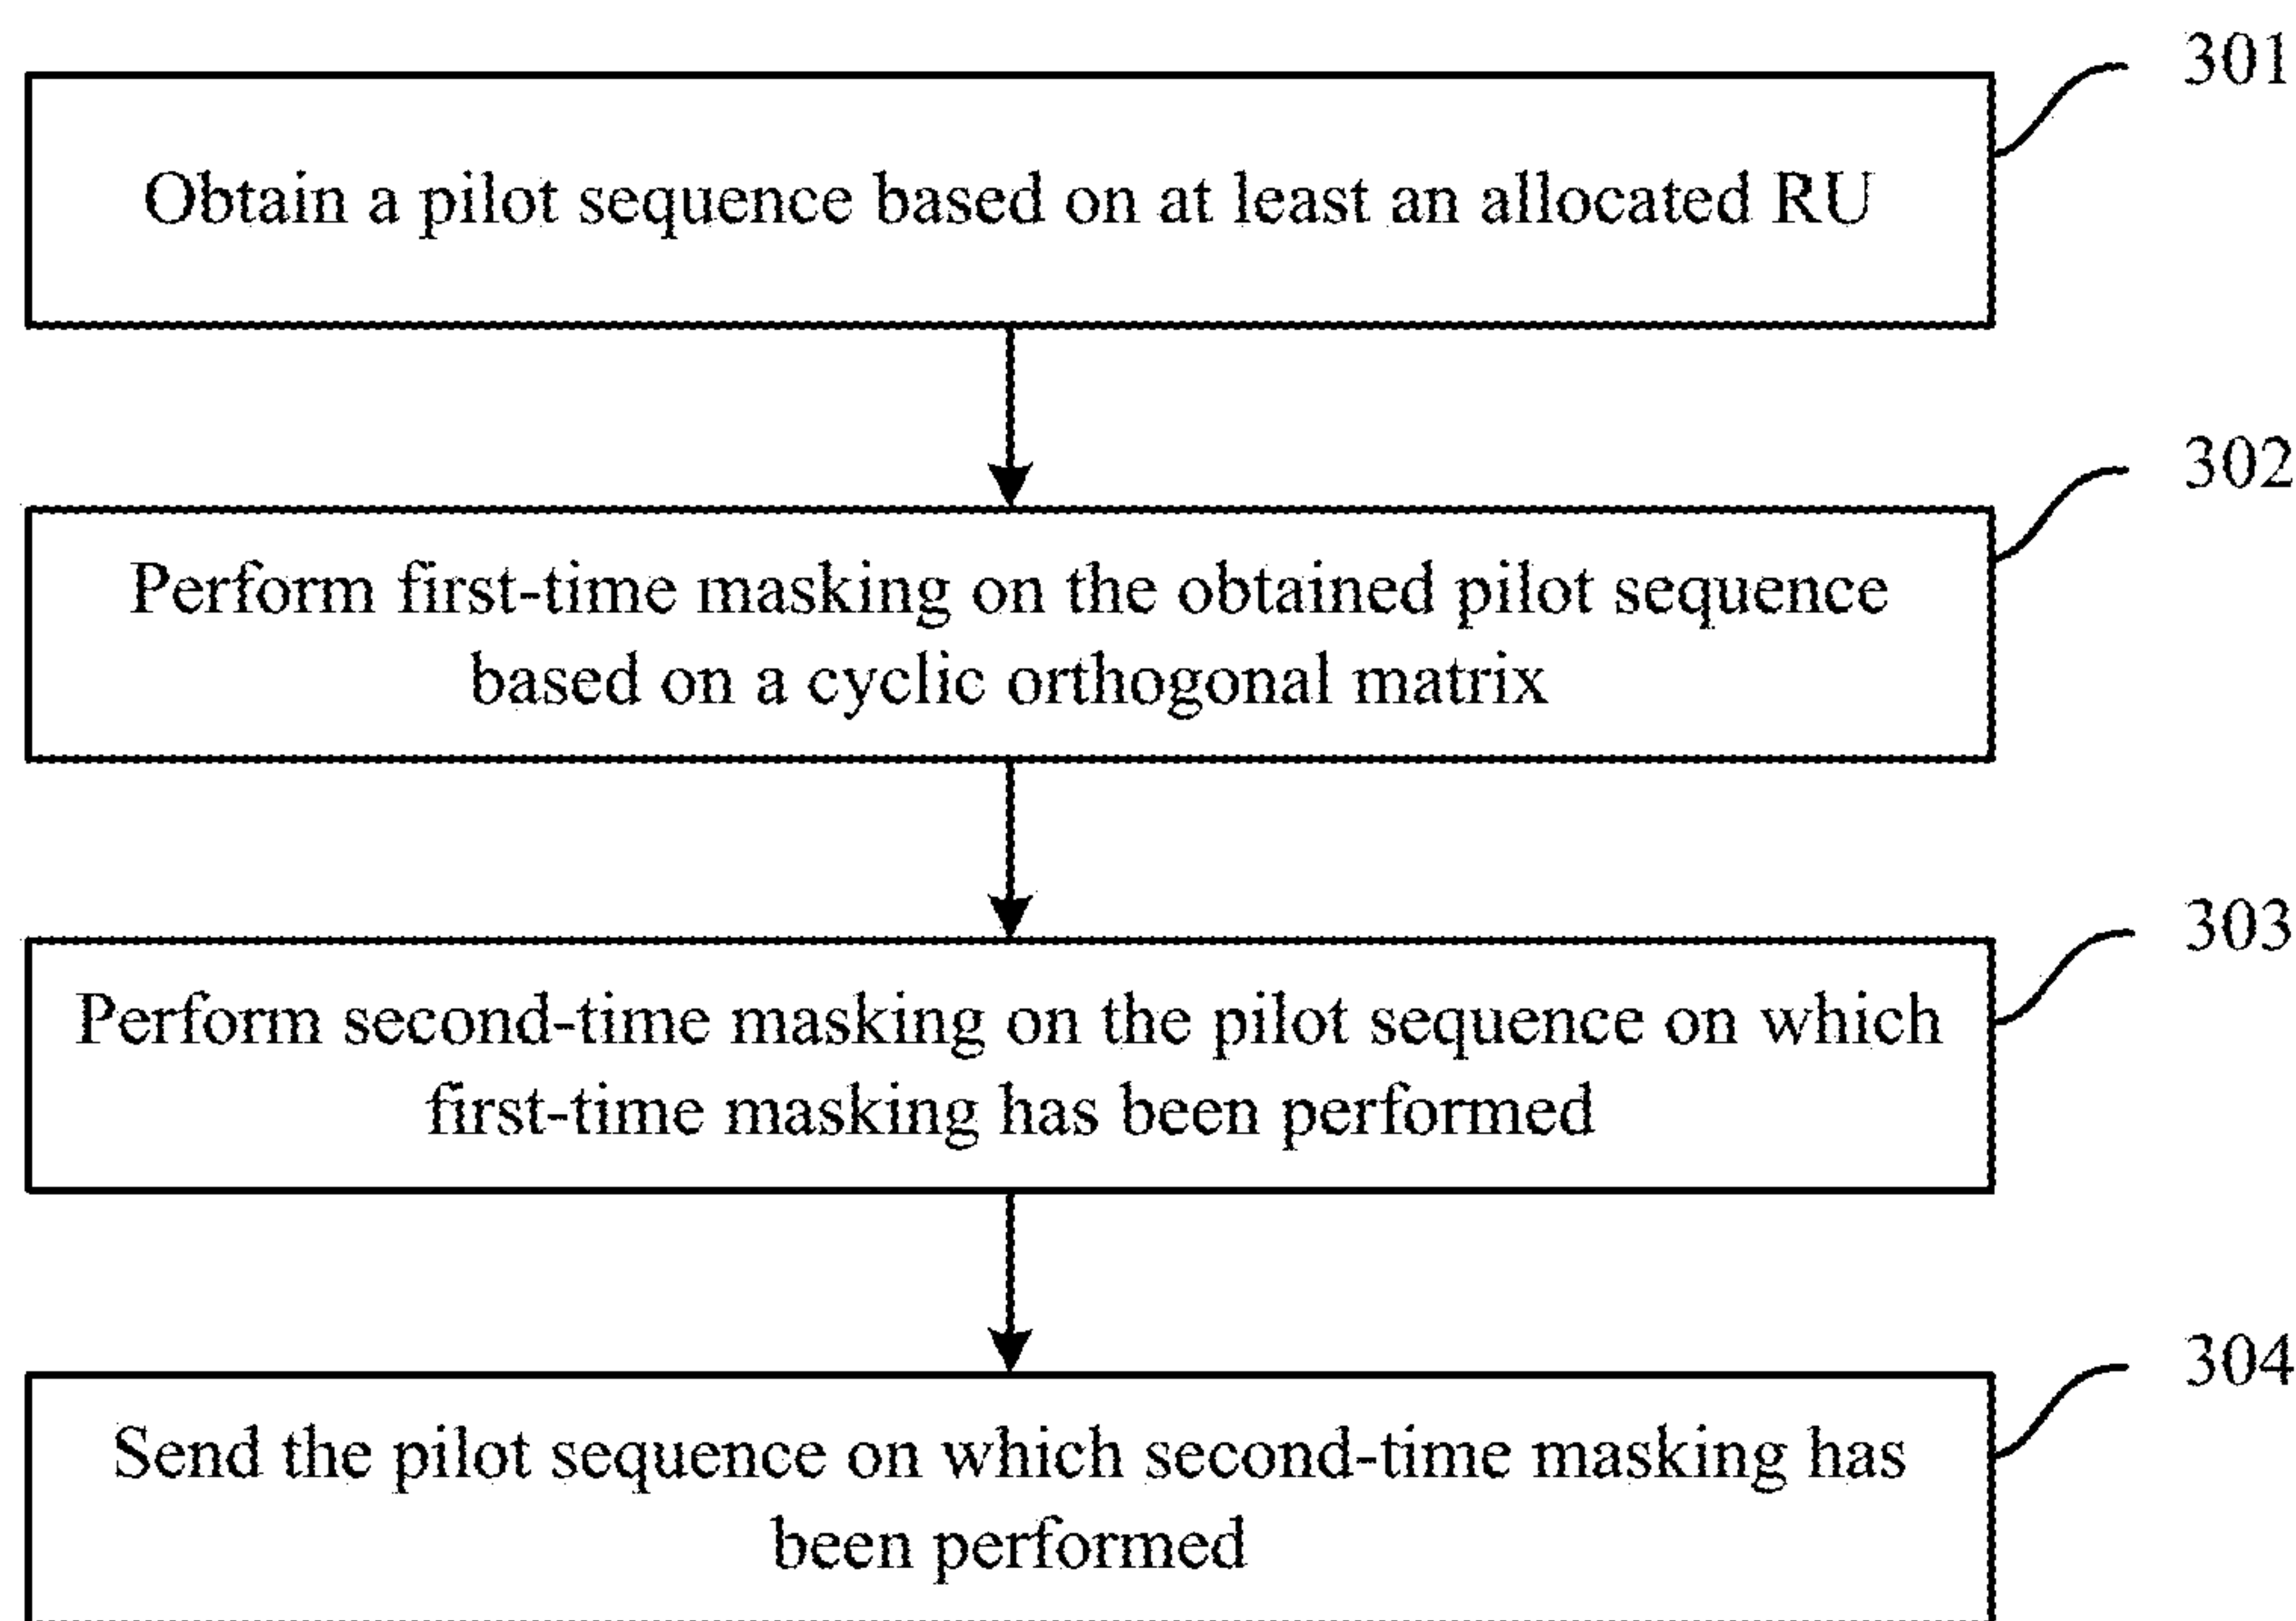 301
Obtain a pilot sequence based on at least an allocated RU
302
Perform first-time masking on the obtained pilot sequence
based on a cyclic orthogonal matrix
303
Perform second-time masking on the pilot sequence on which
first-time masking has been performed
304
Send the pilot sequence on which second-time masking has
been performed